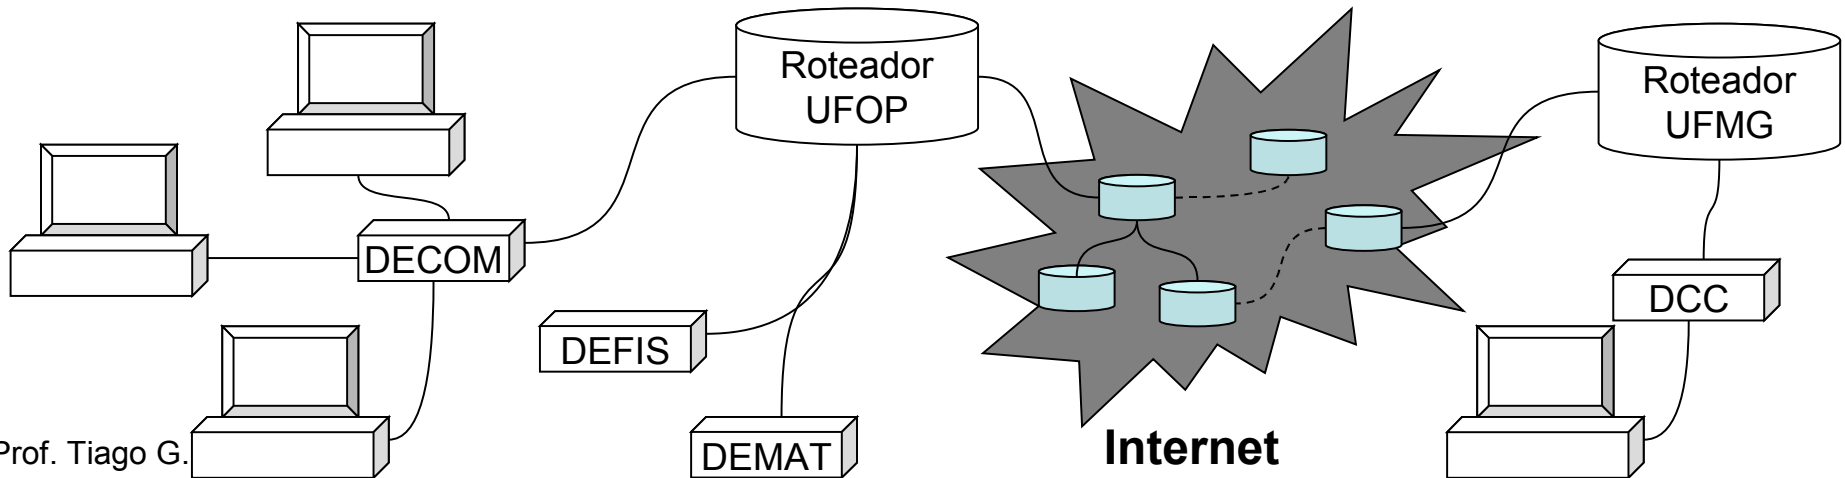 Roteador
UFOP
Roteador
UFMG
DECOM
DCC
DEFIS
DEMAT
Internet
Prof. Tiago G.